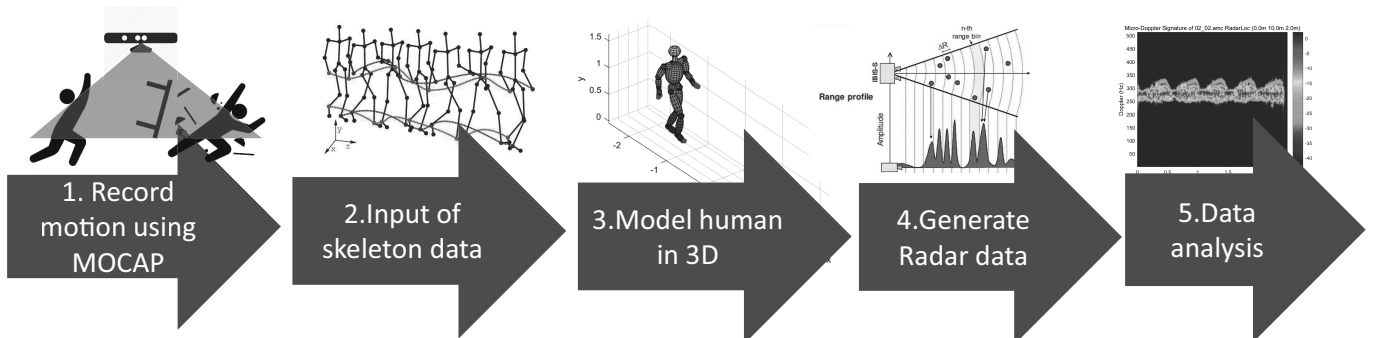 1. Record
motion using
MOCAP
y
x
z
2.Input of
skeleton data
1.5
1
y
0.5
0
-2
-1
3.Model human
in 3D
n-th
range bin
ΔR
IBIS-S
Range profile
Amplitude
4.Generate
Radar data
Micro-Doppler Signature of 02_02.amc RadarLoc (0.0m 10.0m 2.0m)
500
450
400
350
300
250
200
150
100
50
Doppler (Hz)
0
0.5
1
1.5
0
-5
-10
-15
-20
-25
-30
-35
-40
5.Data
analysis